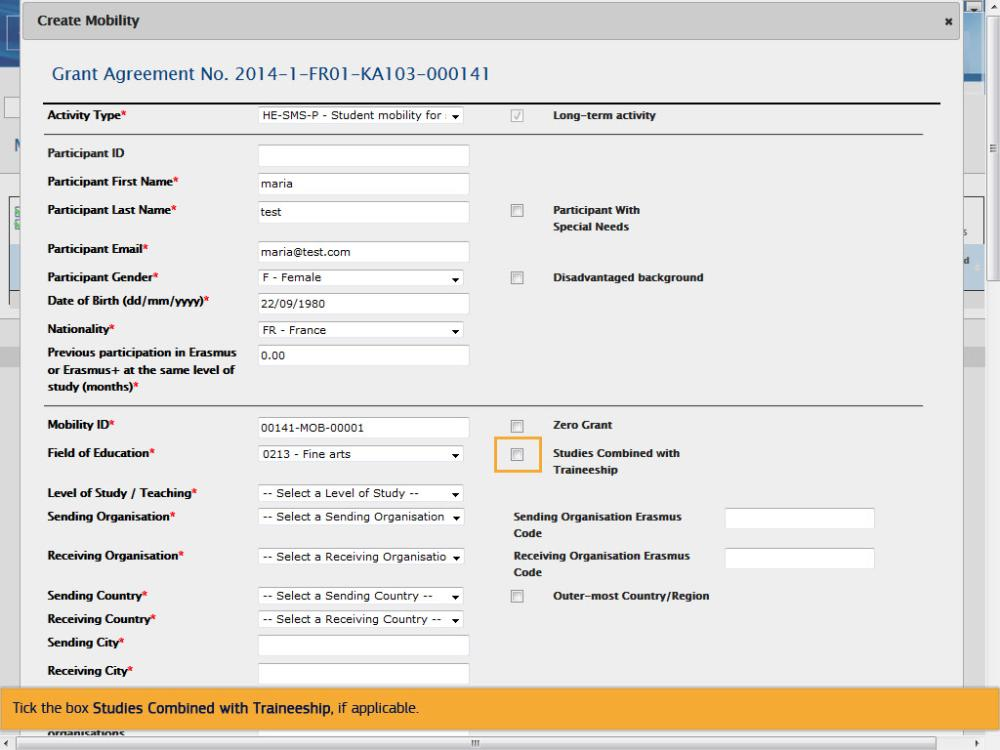 Create Mobility
Grant Agreement No. 2014-1-FR01-KA103-000141
Activity Type* HE-SMS-P - Student mobility for Long-term activity
Participant ID
Participant First Name* maria
Participant Last Name* test Participant With
Special Needs
Participant Email* maria@test.com
Participant Gender* F - Female Disadvantaged background
Date of Birth (dd/mm/yyyy)* 22/09/1980
Nationality* FR - France
Previous participation in Erasmus 0.00
or Erasmus+ at the same level of
study (months)*
Mobility ID* 00141-MOB-00001 Zero Grant
Field of Education* 0213 - Fine arts Studies Combined with
Traineeship
Level of Study / Teaching* -- Select a Level of Study --
Sending Organisation* -- Select a Sending Organisation Sending Organisation Erasmus
Code
Receiving Organisation* -- Select a Receiving Organisatio Receiving Organisation Erasmus
Code
Sending Country* -- Select a Sending Country -- Outer-most Country/Region
Receiving Country* -- Select a Receiving Country --
Sending City*
Receiving City*
Tick the box Studies Combined with Traineeship, if applicable.
organisations